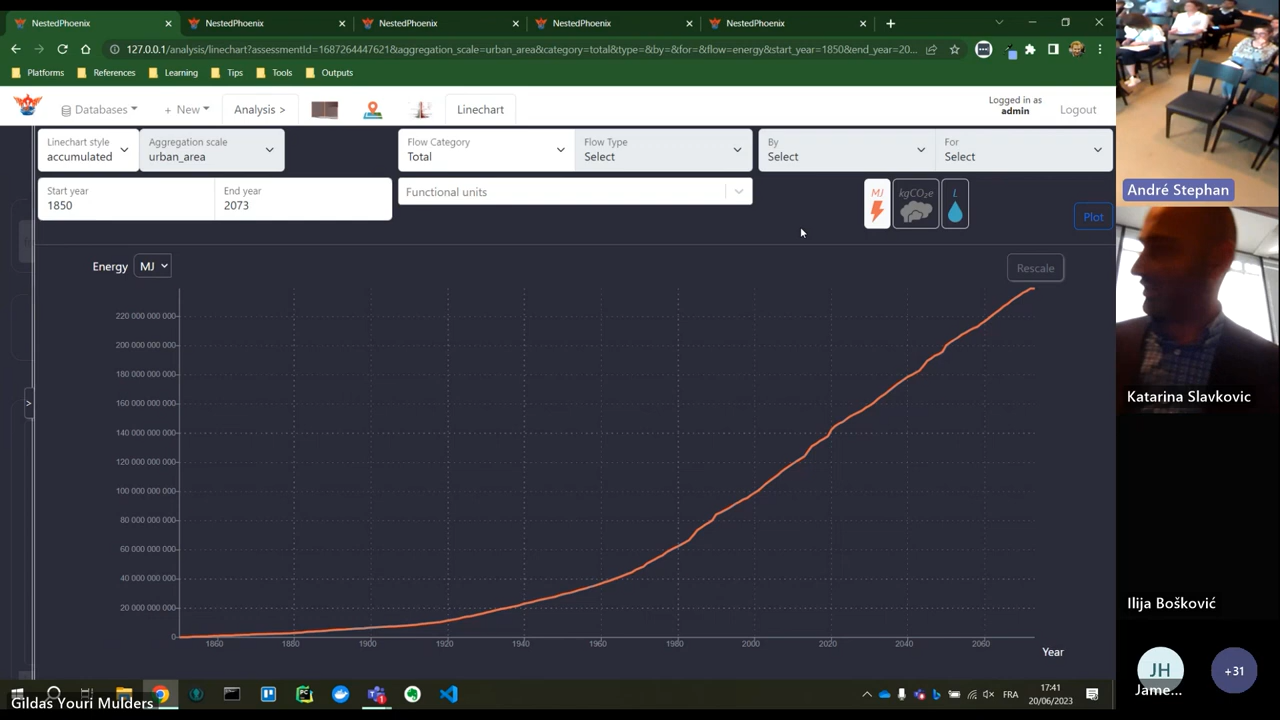 NestedPhoenix
NestedPhoenix
NestedPhoenix
NestedPhoenix
NestedPhoenix
127.0.0.1/analysis/linechart?assessmentId=1687264447621&aggregation_scale=urban_area&category=total&type=&by=&for=&flow=energy&start_year=1850&end_year=20...
Platforms
References
Learning
Tips
Tools
Outputs
Databases
+ New
Analysis >
Linechart
Logged in as
admin
Logout
Linechart style
accumulated
Aggregation scale
urban_area
Flow Category
Total
Flow Type
Select
By
Select
For
Select
Start year
1850
End year
2073
Functional units
MJ
kgCO₂e
L
Plot
Energy
MJ
Rescale
220 000 000 000
200 000 000 000
180 000 000 000
160 000 000 000
140 000 000 000
120 000 000 000
100 000 000 000
80 000 000 000
60 000 000 000
40 000 000 000
20 000 000 000
0
1860
1880
1900
1920
1940
1960
1980
2000
2020
2040
2060
Year
André Stephan
Katarina Slavkovic
Ilija Bošković
JH
Jame...
+31
Gildas Youri Mulders
FRA
17:41
20/06/2023